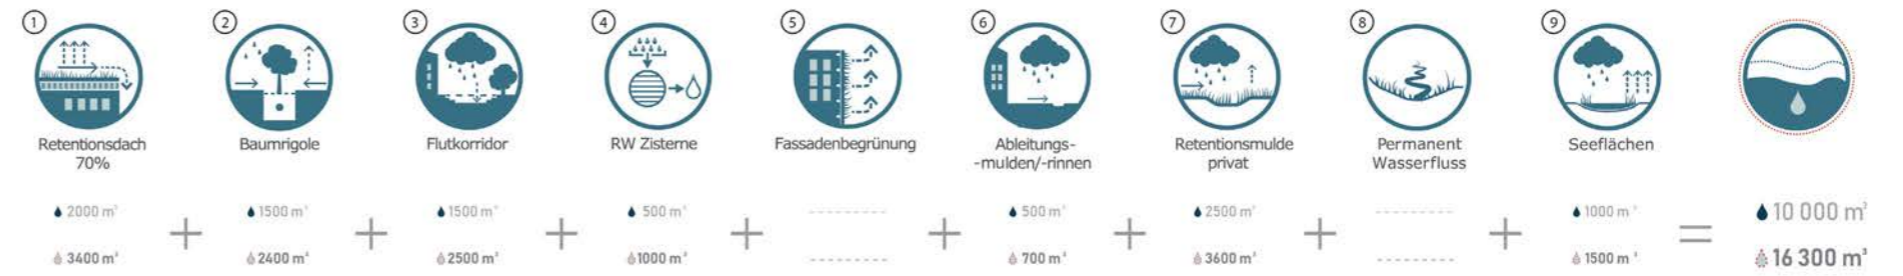 1 2 3 4 5 6 7 8 9
Retentionsdach
70%
Baumrigole
Flutkorridor
RW Zisterne
Fassadenbegrünung
Ableitungs-
-mulden/-rinnen
Retentionsmulde
privat
Permanent
Wasserfluss
Seeflächen
2000 m³ + 1500 m³ + 1500 m³ + 500 m³ + + 500 m³ + 2500 m³ + + 1000 m³ = 10 000 m³
3400 m³ 2400 m³ 2500 m³ 1000 m³ 700 m³ 3600 m³ 1500 m³ 16 300 m³